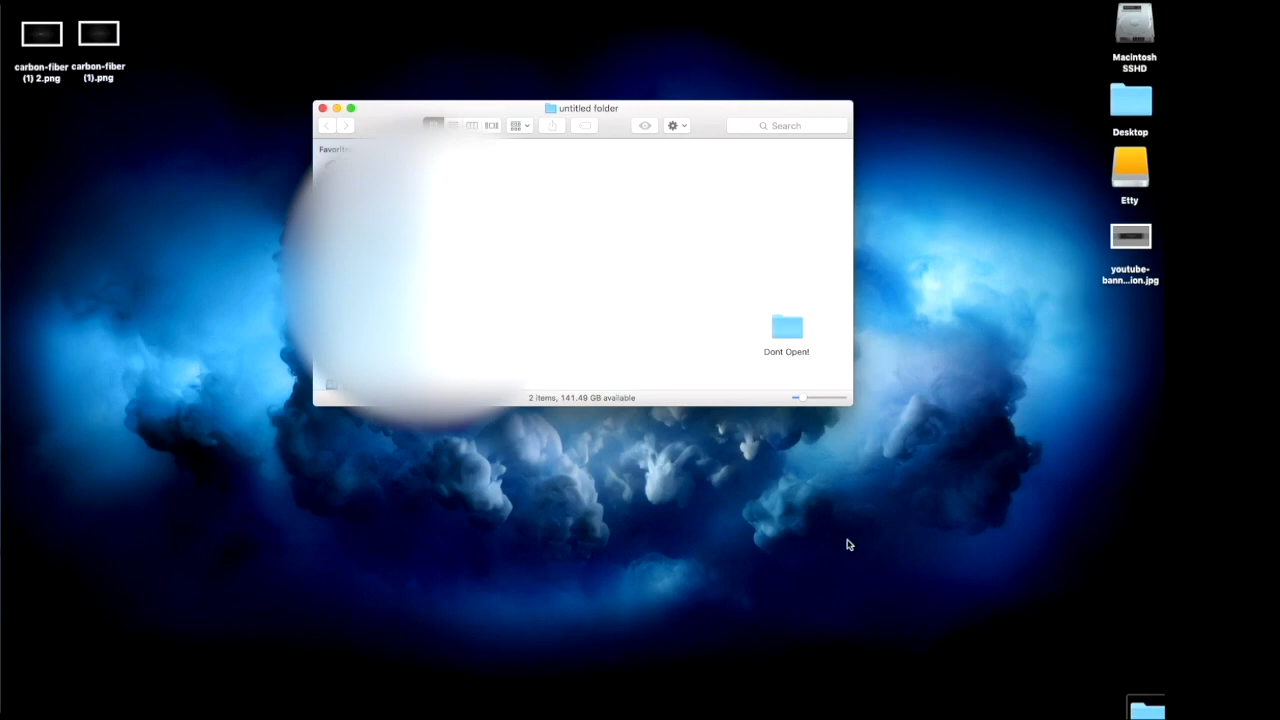 carbon-fiber
(1) 2.png
carbon-fiber
(1).png
untitled folder
Search
Favorites
Dont Open!
2 items, 141.49 GB available
Macintosh
SSHD
Desktop
Etty
youtube-
bann...ion.jpg